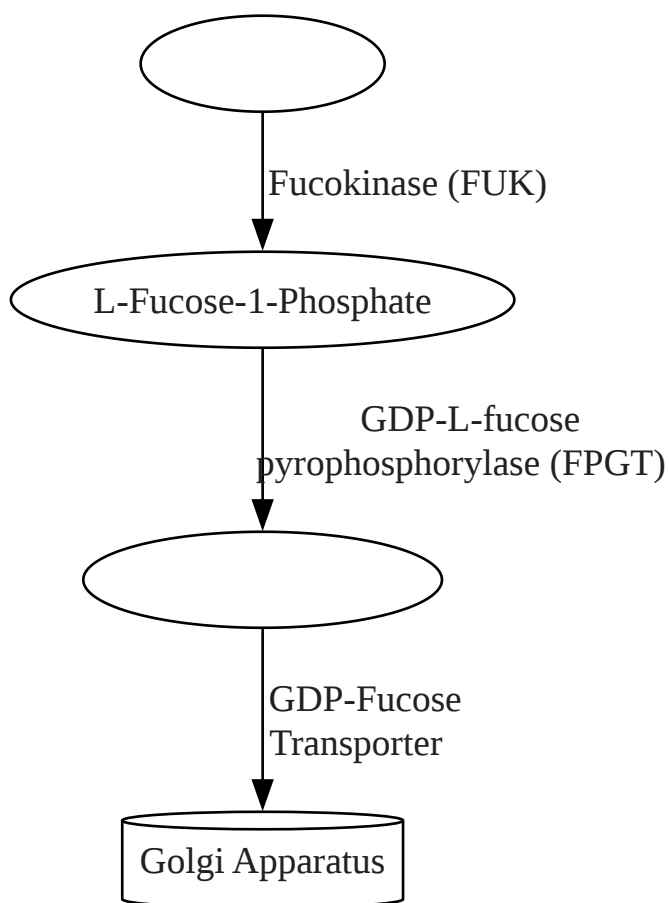 Fucokinase (FUK)
L-Fucose-1-Phosphate
GDP-L-fucose
pyrophosphorylase (FPGT)
GDP-Fucose
Transporter
Golgi Apparatus